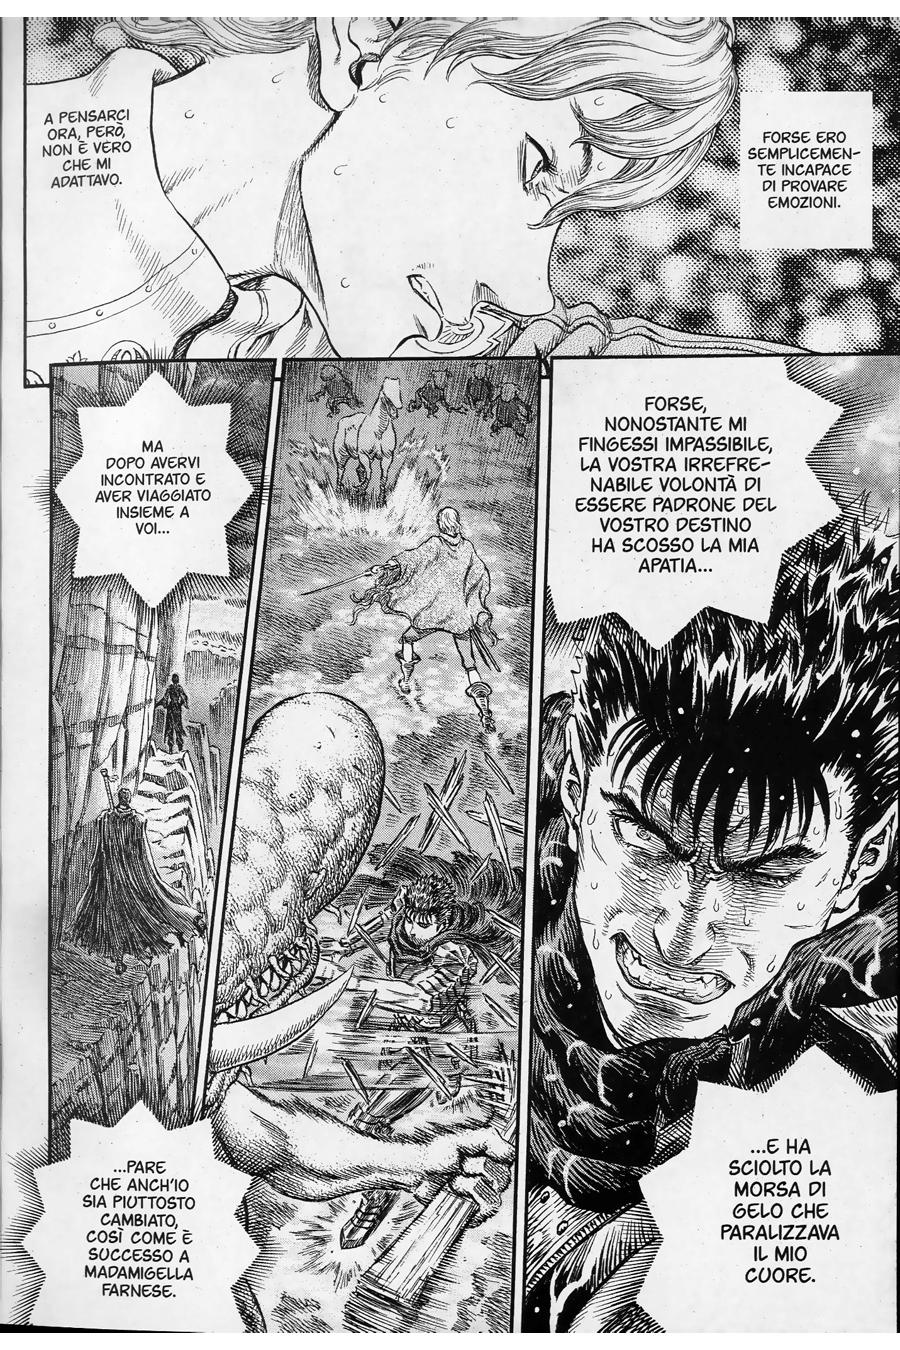 FORSE ERO
SEMPLICEMEN-
TE INCAPACE
DI PROVARE
EMOZIONI.
A PENSARCI
ORA, PERÒ,
NON È VERO
CHE MI
ADATTAVO.
FORSE,
NONOSTANTE MI
FINGESSI IMPASSIBILE,
LA VOSTRA IRREFRE-
NABILE VOLONTÀ DI
ESSERE PADRONE DEL
VOSTRO DESTINO
HA SCOSSO LA MIA
APATIA...
...E HA
SCIOLTO LA
MORSA DI
GELO CHE
PARALIZZAVA
IL MIO
CUORE.
MA
DOPO AVERVI
INCONTRATO E
AVER VIAGGIATO
INSIEME A
VOI...
...PARE
CHE ANCH'IO
SIA PIUTTOSTO
CAMBIATO,
COSÌ COME È
SUCCESSO A
MADAMIGELLA
FARNESE.